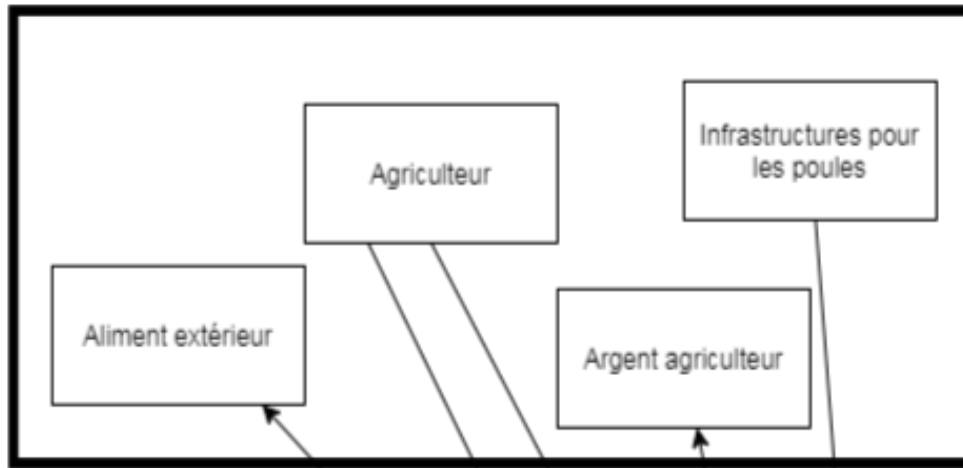 Agriculteur
Infrastructures pour
les poules
Aliment extérieur
Argent agriculteur